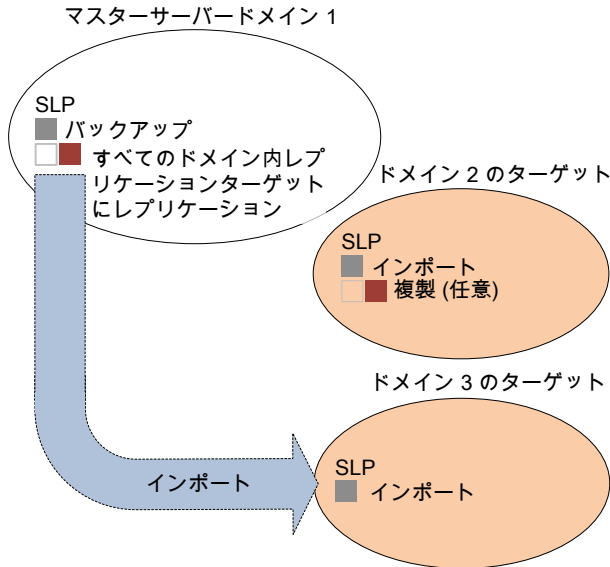 マスターサーバードメイン 1
SLP
バックアップ
すべてのドメイン内レプ
リケーションターゲット
にレプリケーション
ドメイン 2 のターゲット
SLP
インポート
複製 (任意)
ドメイン 3 のターゲット
SLP
インポート
インポート